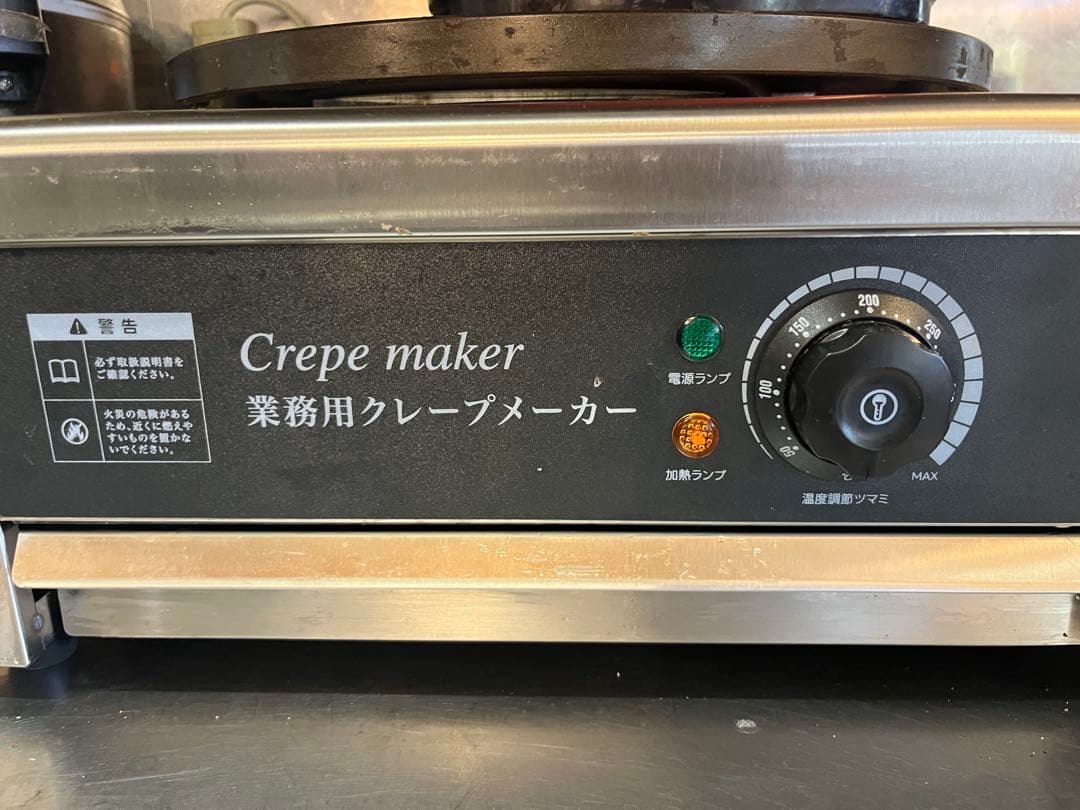 警告
必ず取扱説明書を
ご確認ください。
火災の危険がある
ため、近くに燃えや
すいものを置かな
いでください。
Crepe maker
業務用クレープメーカー
電源ランプ
加熱ランプ
50
100
150
200
250
MAX
温度調節ツマミ